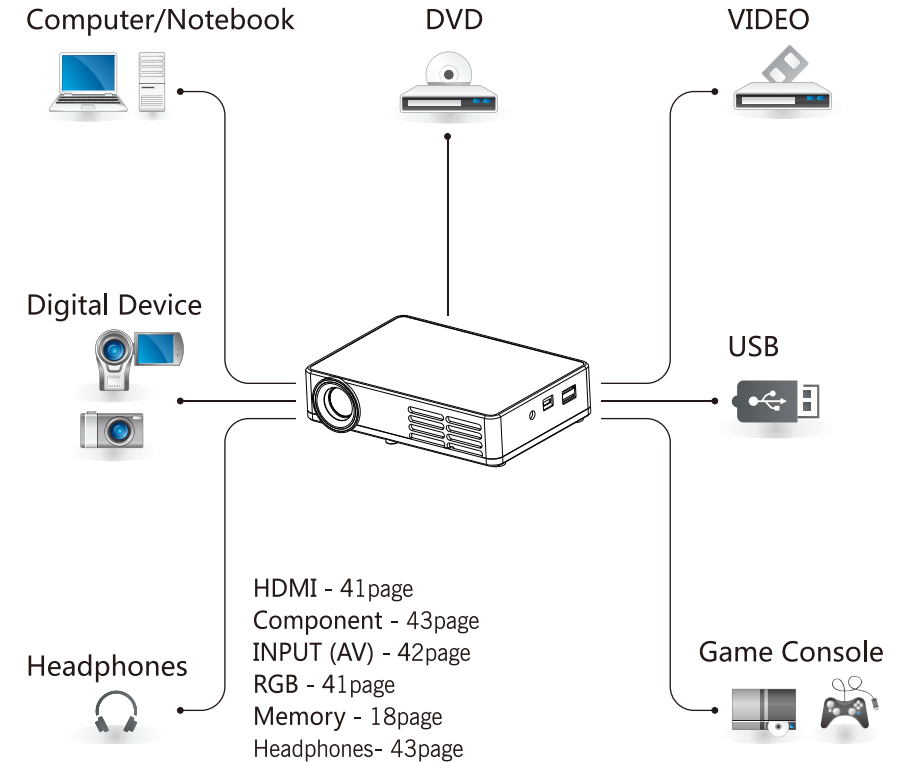 Computer/Notebook
DVD
VIDEO
Digital Device
USB
HDMI - 41page
Component - 43page
INPUT (AV) - 42page
RGB - 41page
Memory - 18page
Headphones- 43page
Headphones
Game Console